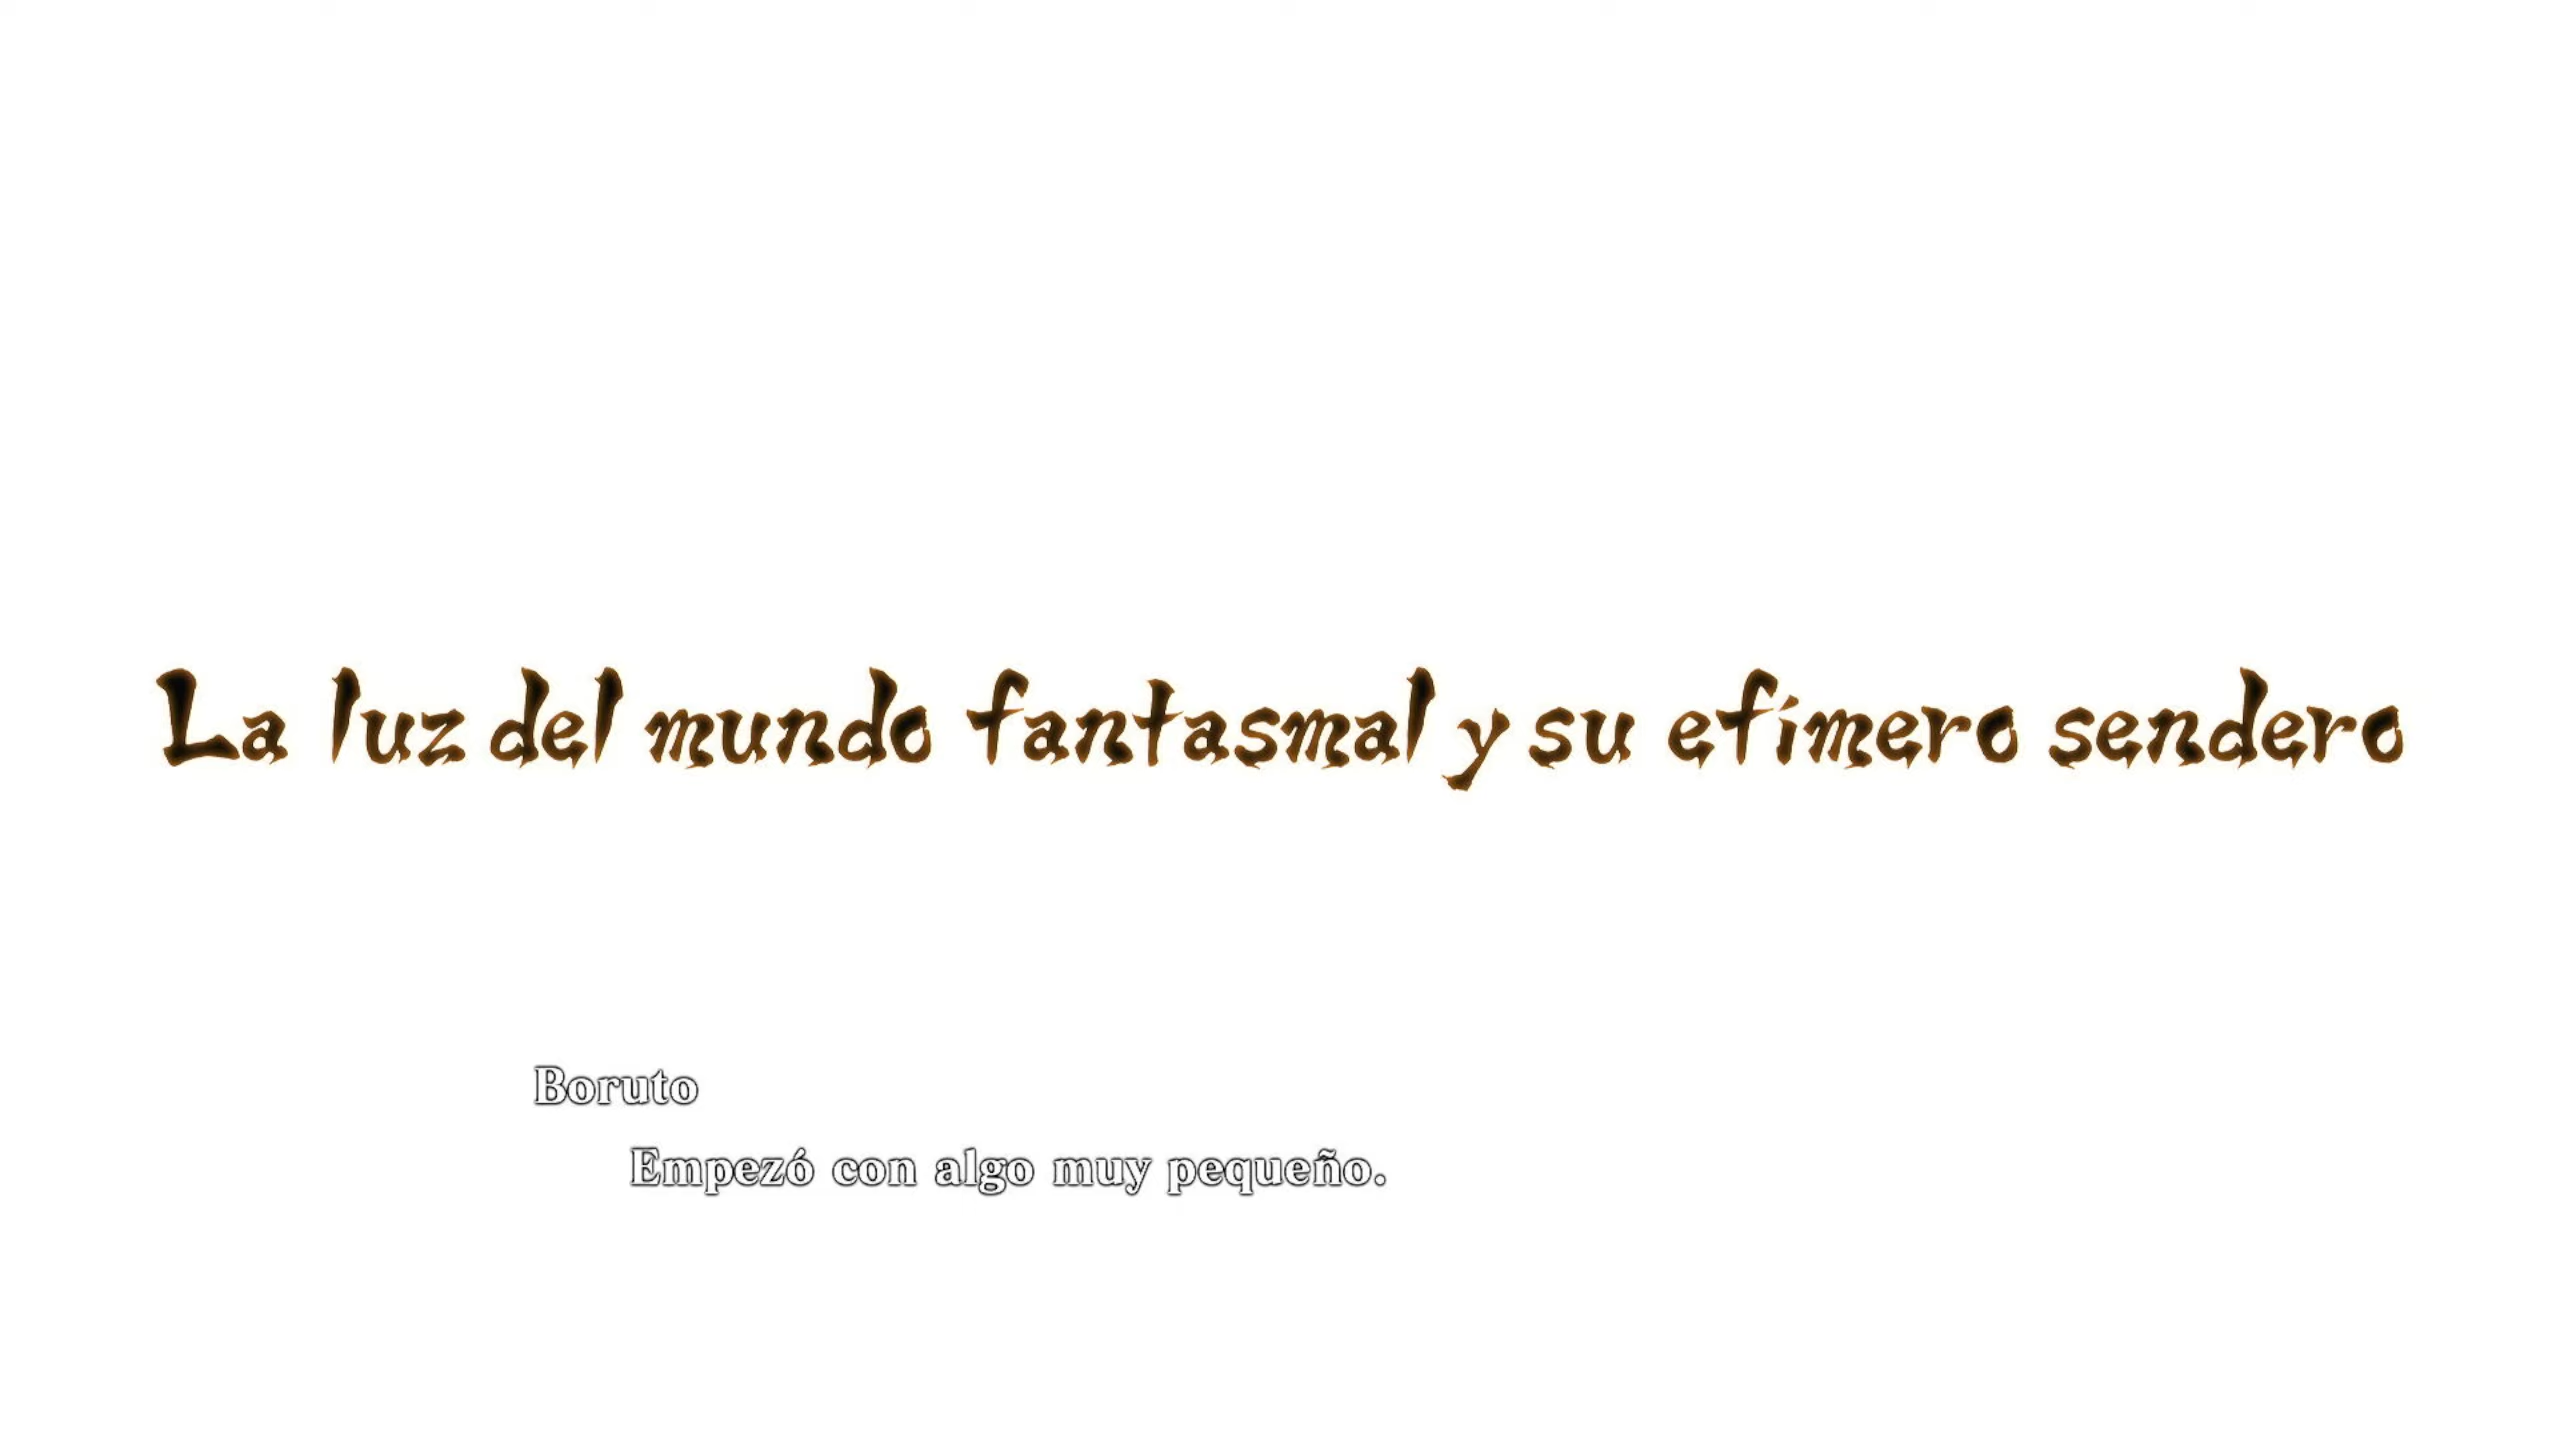 La luz del mundo fantasmal y su efímero sendero
Boruto
Empezó con algo muy pequeño.